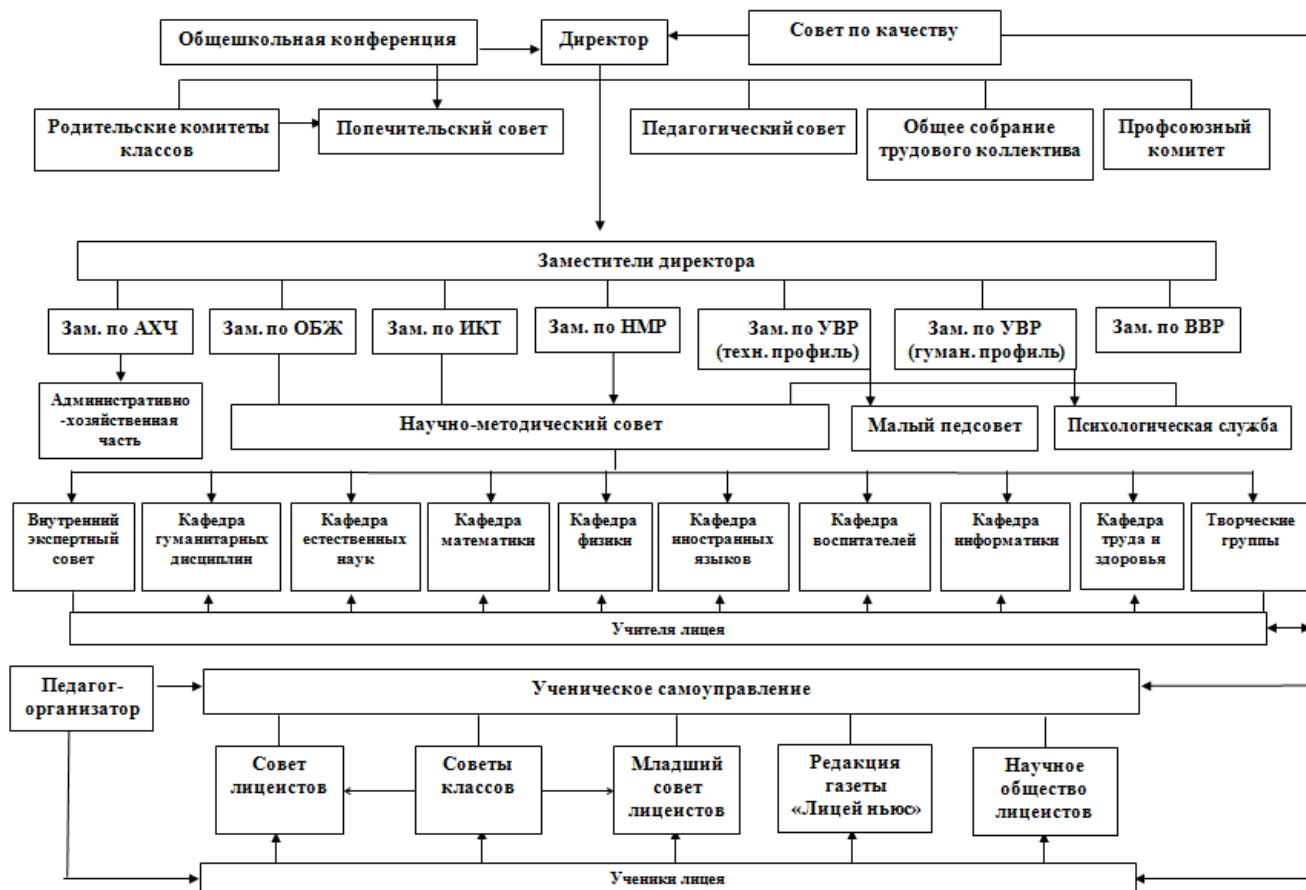 Общешкольная конференция
Директор
Совет по качеству
Родительские комитеты
классов
Попечительский совет
Педагогический совет
Общее собрание
трудового коллектива
Профсоюзный
комитет
Заместители директора
Зам. по АХЧ
Зам. по ОБЖ
Зам. по ИКТ
Зам. по НМР
Зам. по УВР
(техн. профиль)
Зам. по УВР
(гуман. профиль)
Зам. по ВВР
Административно
-хозяйственная
часть
Научно-методический совет
Малый педсовет
Психологическая служба
Внутренний
экспертный
совет
Кафедра
гуманитарных
дисциплин
Кафедра
естественных
наук
Кафедра
математики
Кафедра
физики
Кафедра
иностранных
языков
Кафедра
воспитателей
Кафедра
информатики
Кафедра
труда и
здоровья
Творческие
группы
Учителя лицея
Педагог-
организатор
Ученическое самоуправление
Совет
лицеистов
Советы
классов
Младший
совет
лицеистов
Редакция
газеты
«Лицей ньюс»
Научное
общество
лицеистов
Ученики лицея